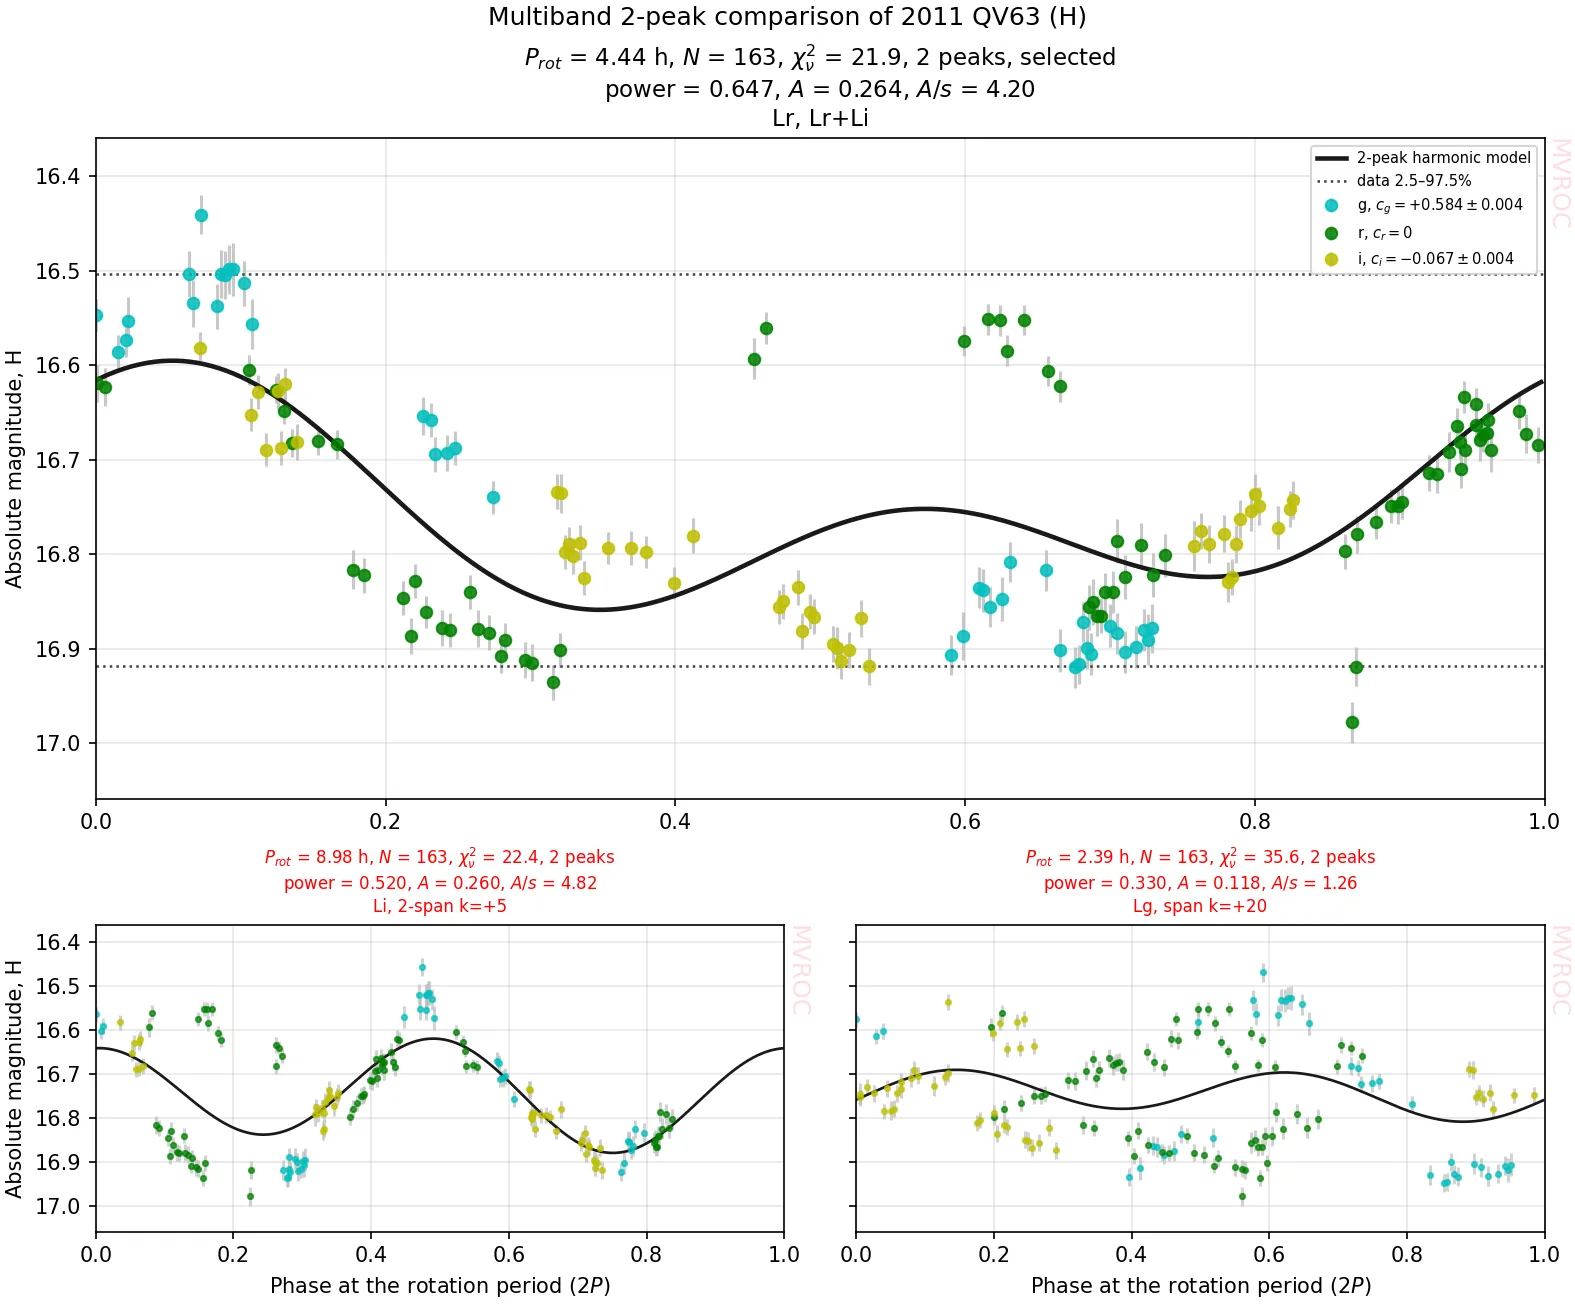 Multiband 2-peak comparison of 2011 QV63 (H)
P_rot = 4.44 h, N = 163, χ²_ν = 21.9, 2 peaks, selected
power = 0.647, A = 0.264, A/s = 4.20
Lr, Lr+Li
2-peak harmonic model
data 2.5–97.5%
g, c_g = +0.584 ± 0.004
r, c_r = 0
i, c_i = −0.067 ± 0.004
MVROC
Absolute magnitude, H
16.4
16.5
16.6
16.7
16.8
16.9
17.0
0.0 0.2 0.4 0.6 0.8 1.0
P_rot = 8.98 h, N = 163, χ²_ν = 22.4, 2 peaks
power = 0.520, A = 0.260, A/s = 4.82
Li, 2-span k=+5
MVROC
Absolute magnitude, H
16.4
16.5
16.6
16.7
16.8
16.9
17.0
0.0 0.2 0.4 0.6 0.8 1.0
Phase at the rotation period (2P)
P_rot = 2.39 h, N = 163, χ²_ν = 35.6, 2 peaks
power = 0.330, A = 0.118, A/s = 1.26
Lg, span k=+20
MVROC
0.0 0.2 0.4 0.6 0.8 1.0
Phase at the rotation period (2P)